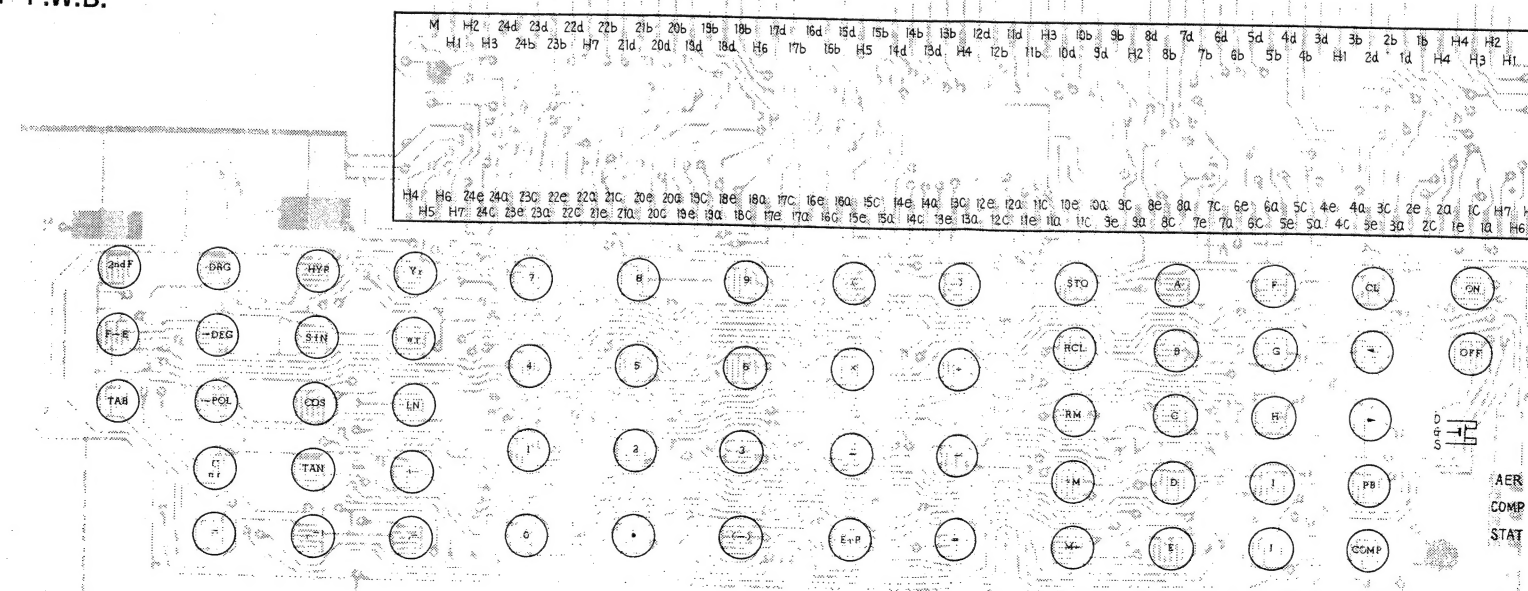 P.W.B.
M H2 24d 23d 22d 22b 21b 20b 19b 18b 17d 16d 15d 15b 14b 13b 12d 11d H3 10b 9b 8d 7d 6d 5d 4d 3d 3b 2b 1b H4 H2
H1 H3 24b 23b H7 21d 20d 19d 18d H6 17b 16b H5 14d 13d H4 12b 11b 10d 9d H2 8b 7b 6b 5b 4b H1 2d 1d H4 H3 H1
H4 H6 24e 24a 23c 22e 22a 21c 20e 20a 19c 18e 18a 17c 16e 16a 15c 14e 14a 13c 12e 12a 11c 10e 10a 9c 8e 8a 7c 6e 6a 5c 4e 4a 3c 2e 2a 1c H7
H5 H7 24c 23e 23a 22c 21e 21a 20c 19e 19a 18c 17e 17a 16c 15e 15a 14c 13e 13a 12c 11e 11a 11c 9e 9a 8c 7e 7a 6c 5e 5a 4c 3e 3a 2c 1e 1a H6
2ndF DRG HYP 7 8 9 ( ) STO A F CL ON
F↔E →DEG SIN 4 5 6 × ÷ RCL B G ◄ OFF
TAB →POL COS LN RM C H ►
D
G
S
TAN 1 2 3 D I PB
AER
COMP
STAT
0 • (-) = E J COMP